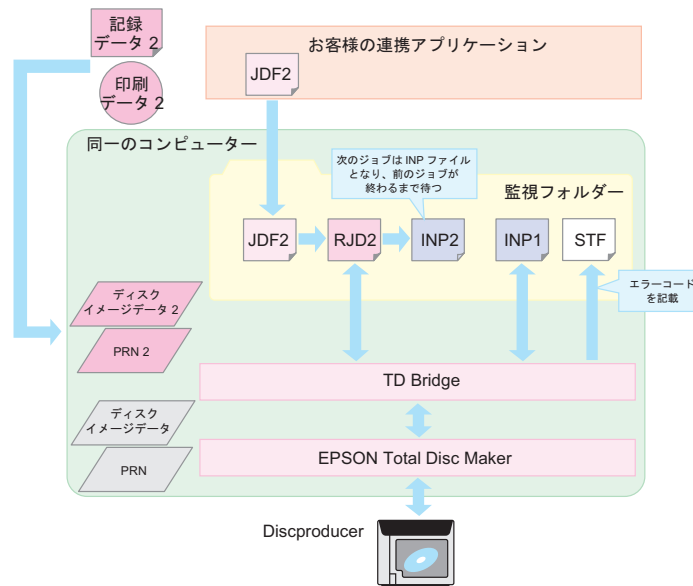 記録
データ 2
印刷
データ 2
お客様の連携アプリケーション
JDF2
同一のコンピューター
次のジョブは INP ファイル
となり、前のジョブが
終わるまで待つ
監視フォルダー
JDF2
RJD2
INP2
INP1
STF
エラーコード
を記載
ディスク
イメージデータ 2
PRN 2
TD Bridge
ディスク
イメージデータ
PRN
EPSON Total Disc Maker
Discproducer